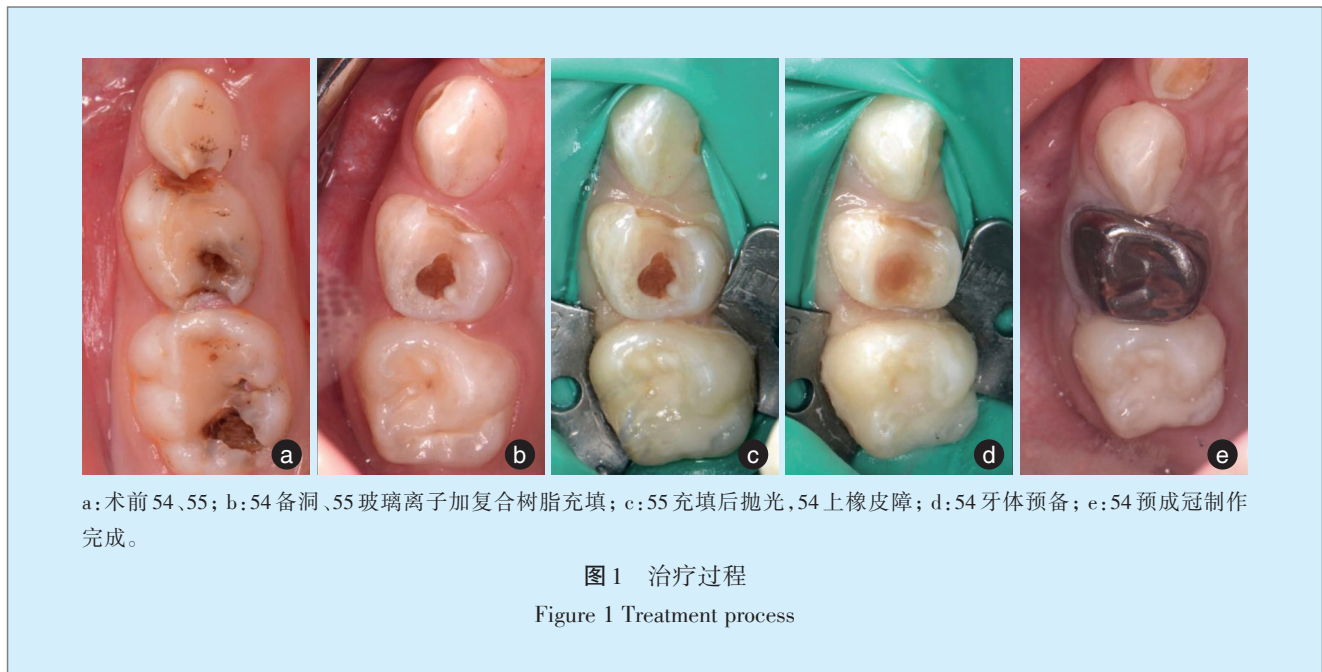 a
b
c
d
e
a:术前54、55; b:54备洞、55玻璃离子加复合树脂充填; c:55充填后抛光,54上橡皮障; d:54牙体预备; e:54预成冠制作
完成。
图1 治疗过程
Figure 1 Treatment process